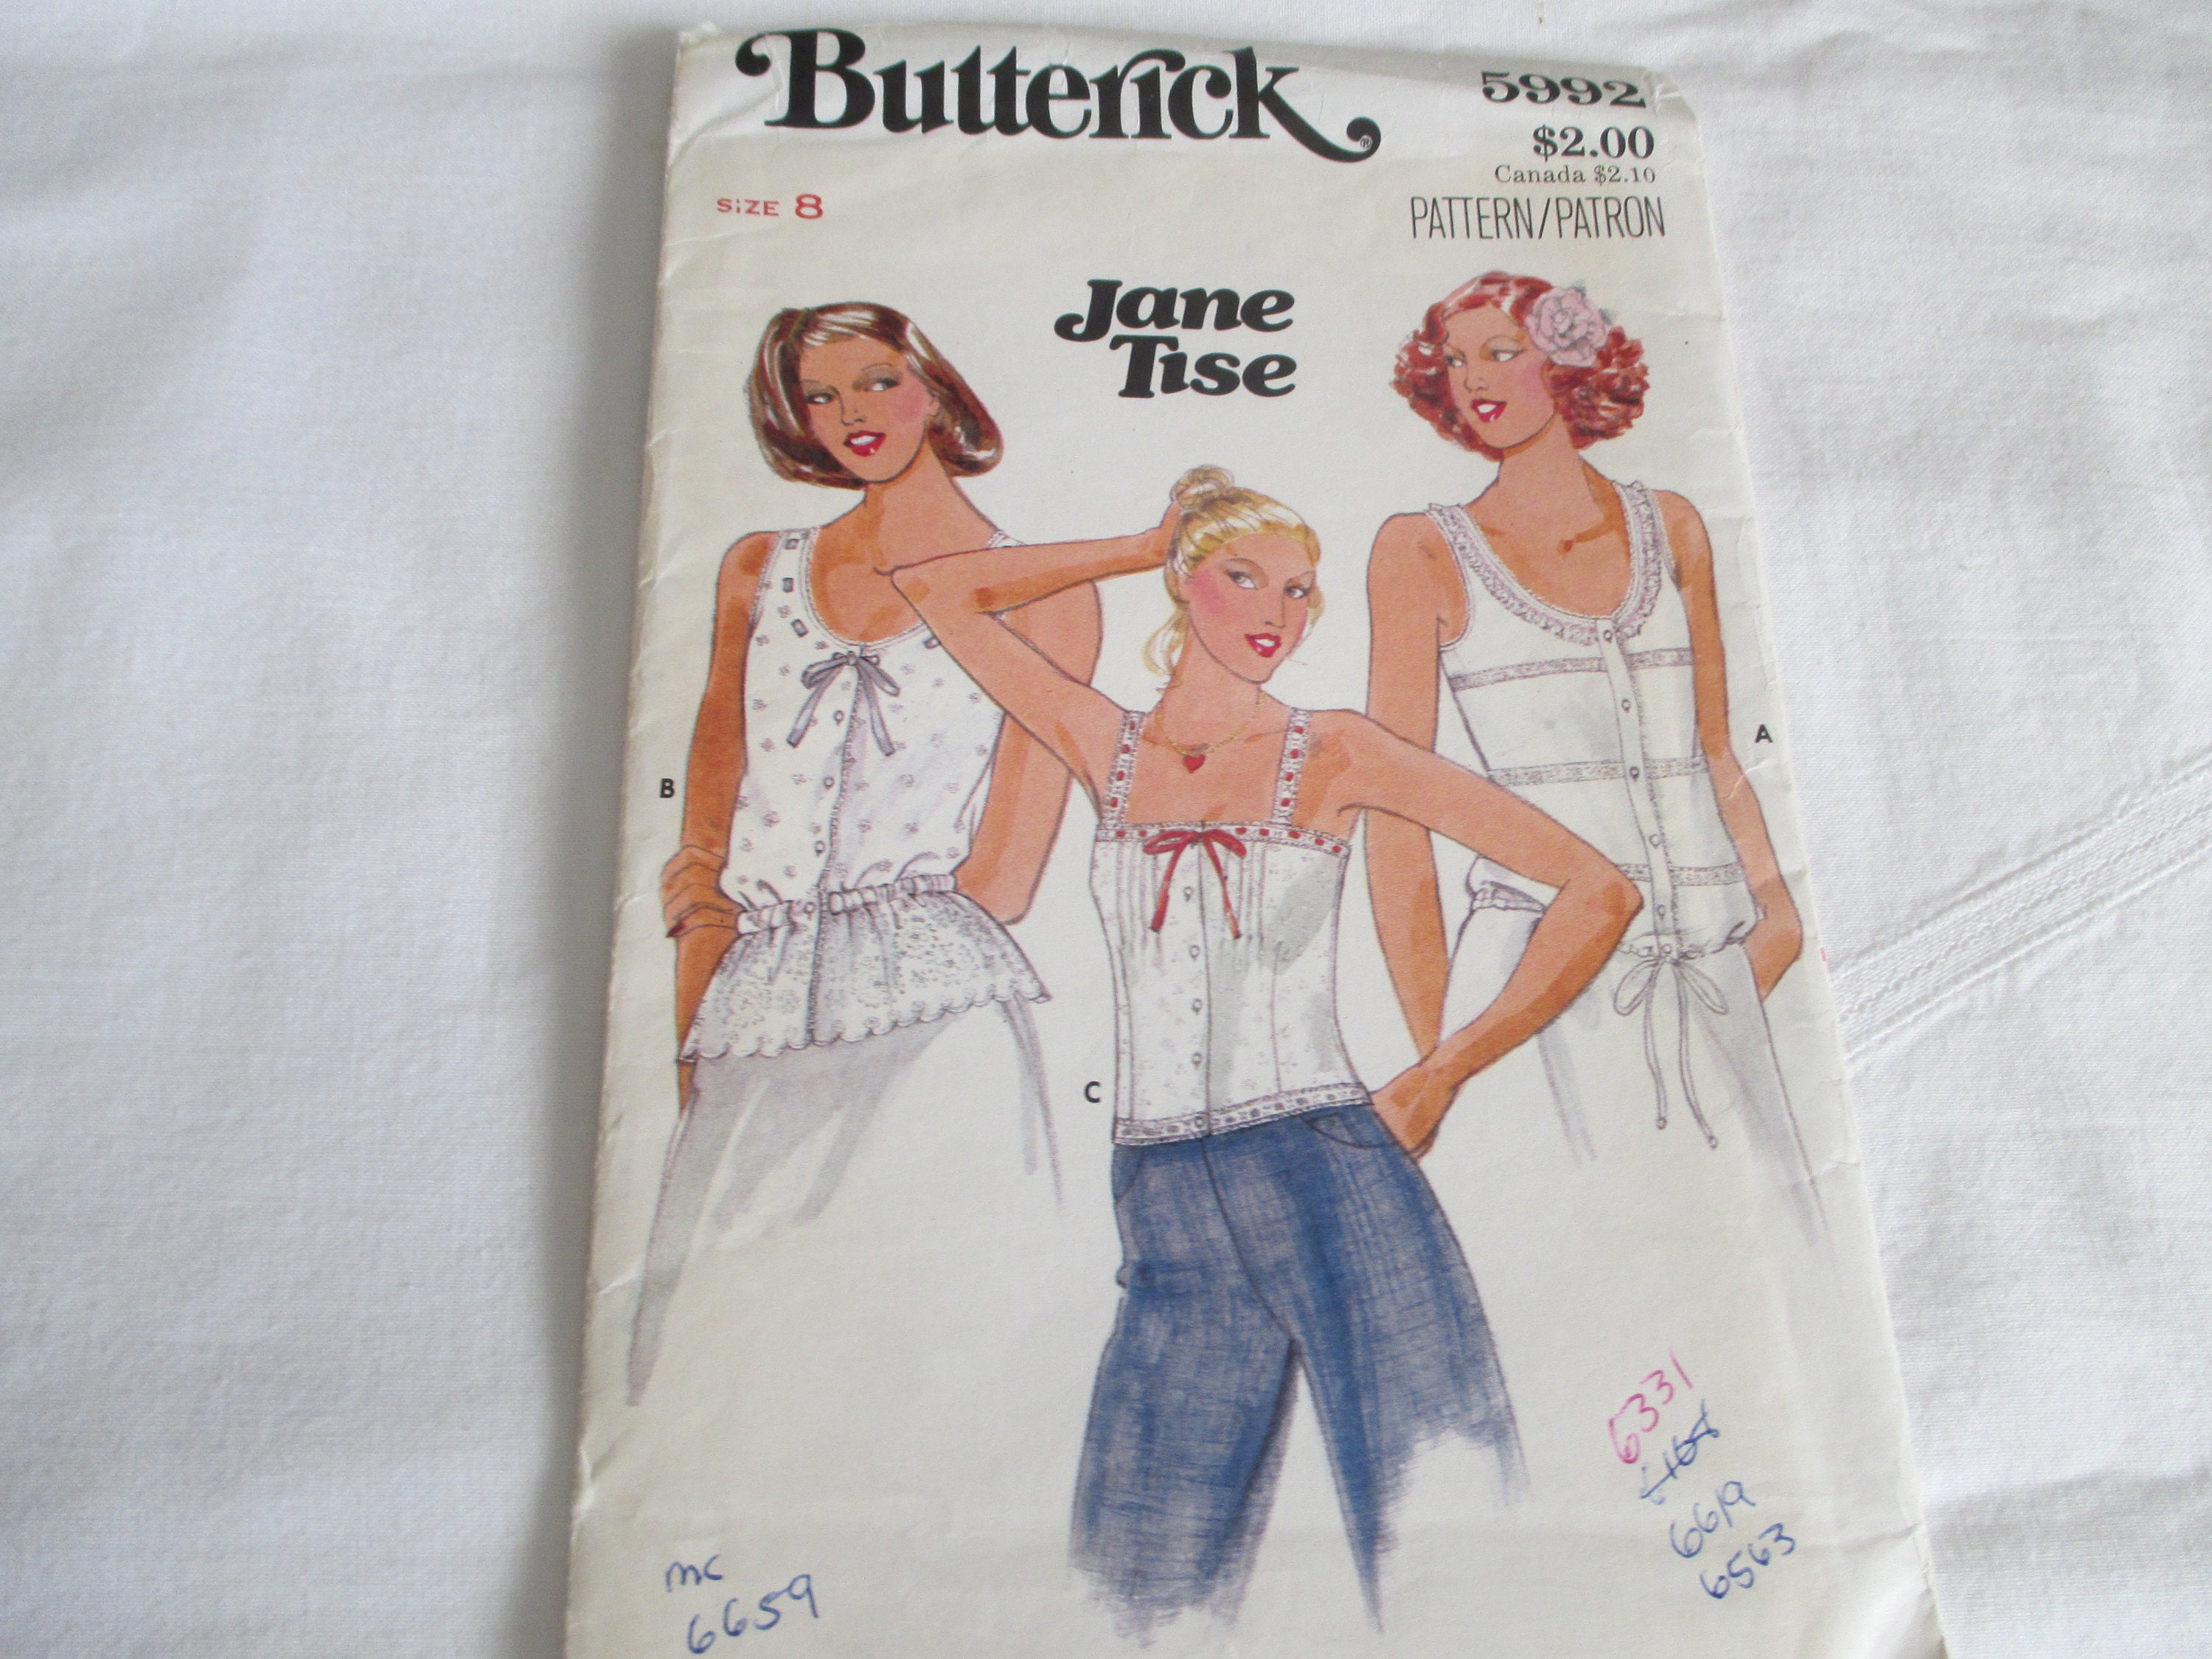 Butterick®
5992
$2.00
Canada $2.10
SIZE 8
PATTERN/PATRON
Jane
Tise
B
A
C
6331
6619
6563
mc
6659